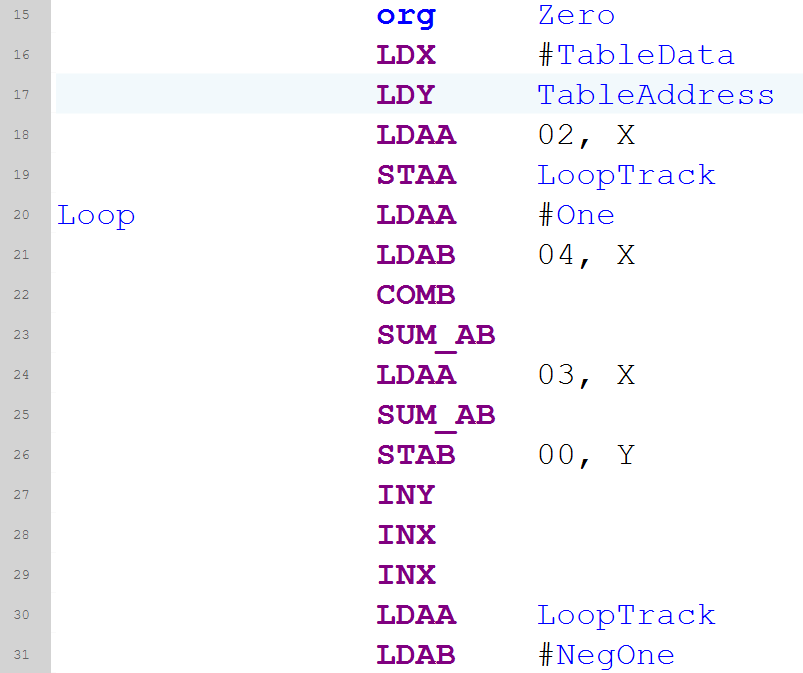 15 org Zero
16 LDX #TableData
17 LDY TableAddress
18 LDAA 02, X
19 STAA LoopTrack
20 Loop LDAA #One
21 LDAB 04, X
22 COMB
23 SUM_AB
24 LDAA 03, X
25 SUM_AB
26 STAB 00, Y
27 INY
28 INX
29 INX
30 LDAA LoopTrack
31 LDAB #NegOne